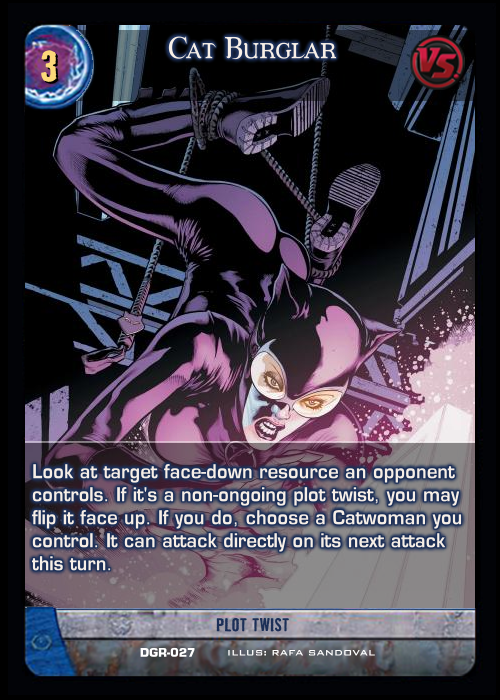 3
Cat Burglar
VS.
Look at target face-down resource an opponent
controls. If it's a non-ongoing plot twist, you may
flip it face up. If you do, choose a Catwoman you
control. It can attack directly on its next attack
this turn.
PLOT TWIST
DGR-027 ILLUS: RAFA SANDOVAL